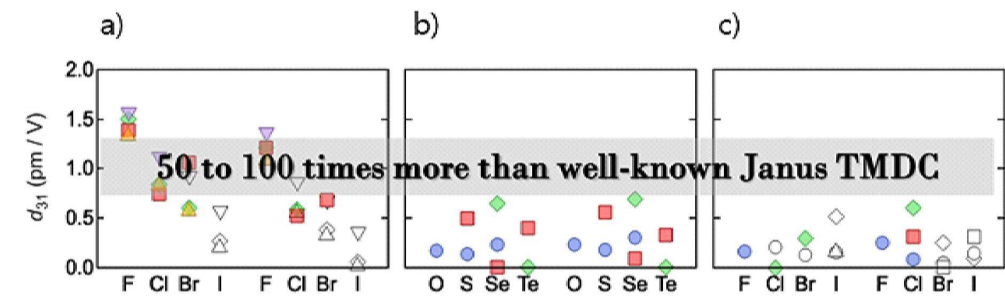 a) b) c)
2.0
1.5
50 to 100 times more than well-known Janus TMDC
1.0
0.5
0.0
d31 (pm / V)
F Cl Br I F Cl Br I O S Se Te O S Se Te F Cl Br I F Cl Br I